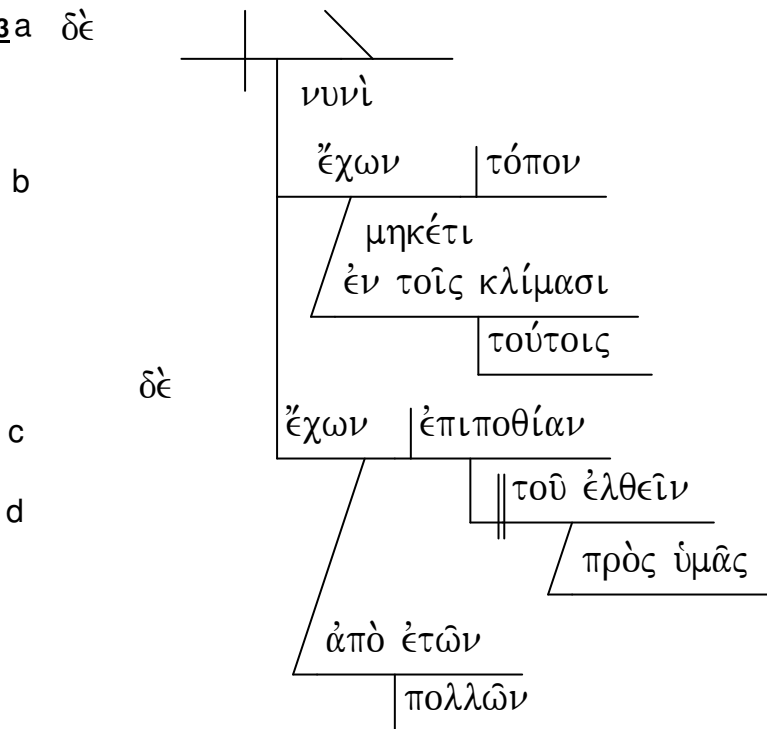 3a δὲ
νυνὶ
ἔχων τόπον
b
μηκέτι
ἐν τοῖς κλίμασι
τούτοις
δὲ
ἔχων ἐπιποθίαν
c
τοῦ ἐλθεῖν
d
πρὸς ὑμᾶς
ἀπὸ ἐτῶν
πολλῶν